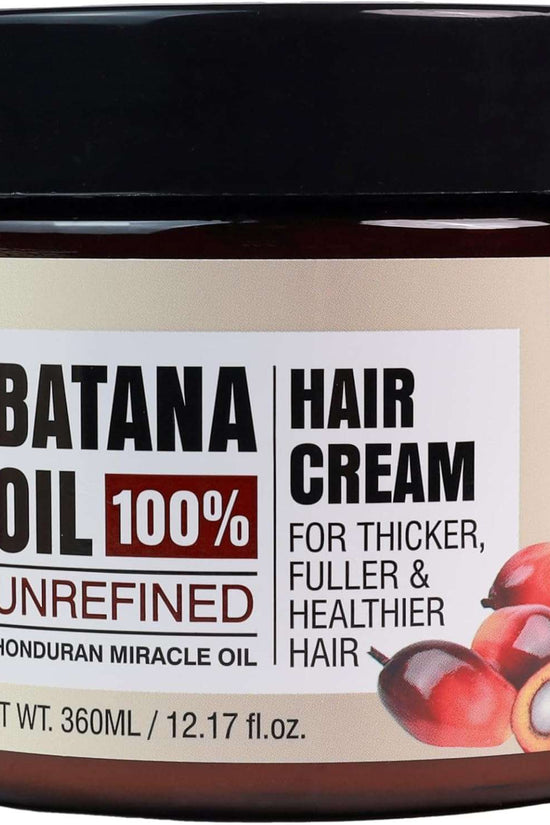 BATANA
OIL 100%
UNREFINED
HONDURAN MIRACLE OIL
HAIR
CREAM
FOR THICKER,
FULLER &
HEALTHIER
HAIR
T WT. 360ML / 12.17 fl.oz.